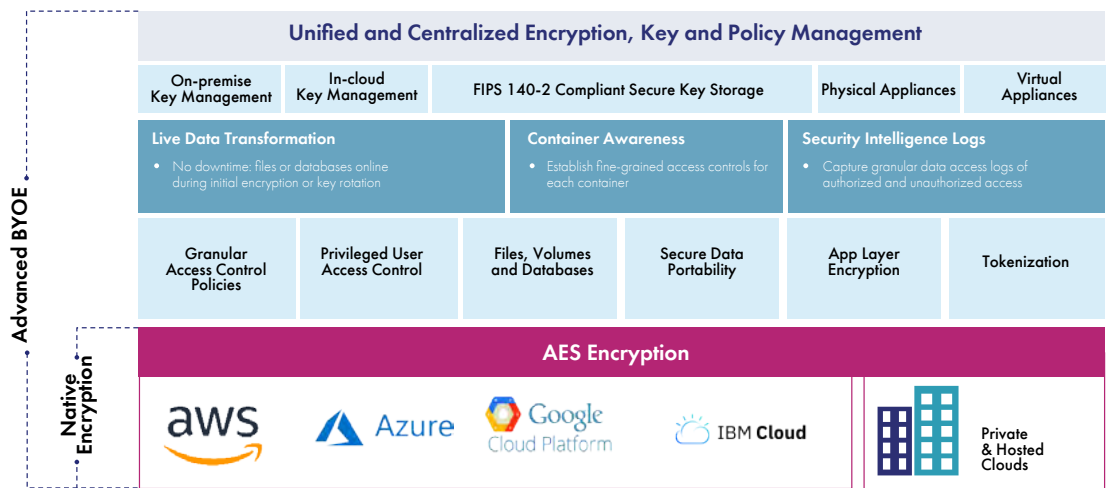 Unified and Centralized Encryption, Key and Policy Management
On-premise
Key Management
In-cloud
Key Management
FIPS 140-2 Compliant Secure Key Storage
Physical Appliances
Virtual
Appliances
Live Data Transformation
• No downtime: files or databases online
during initial encryption or key rotation
Container Awareness
• Establish fine-grained access controls for
each container
Security Intelligence Logs
• Capture granular data access logs of
authorized and unauthorized access
Granular
Access Control
Policies
Privileged User
Access Control
Files, Volumes
and Databases
Secure Data
Portability
App Layer
Encryption
Tokenization
Advanced BYOE
Native
Encryption
AES Encryption
aws
Azure
Google
Cloud Platform
IBM Cloud
Private
& Hosted
Clouds